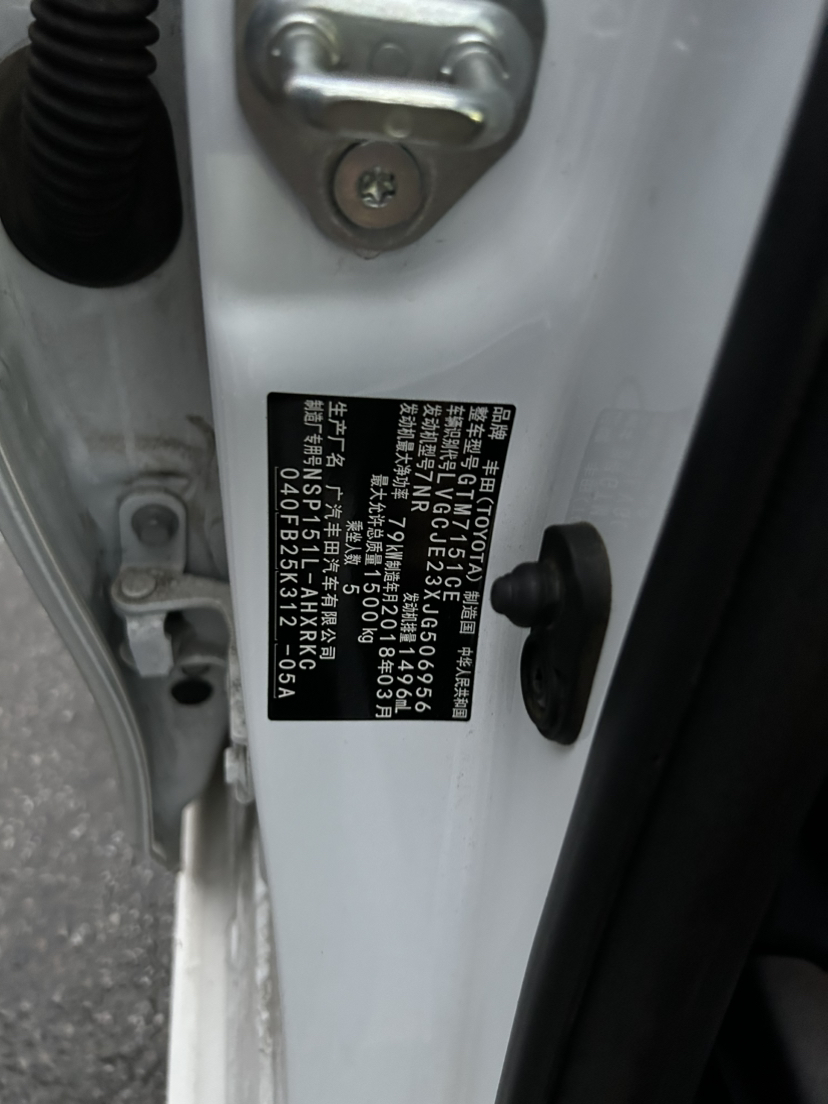 品牌 丰田(TOYOTA) 制造国 中华人民共和国
整车型号GTM7151CE
车辆识别代号LVGCJE23XJG506956
发动机型号7NR 发动机排量1496mL
发动机最大净功率 79kW制造年月2018年03月
最大允许总质量1500kg
乘坐人数 5
生产厂名 广汽丰田汽车有限公司
制造厂专用号NSP151L-AHXRKC
040FB25K312 -05A